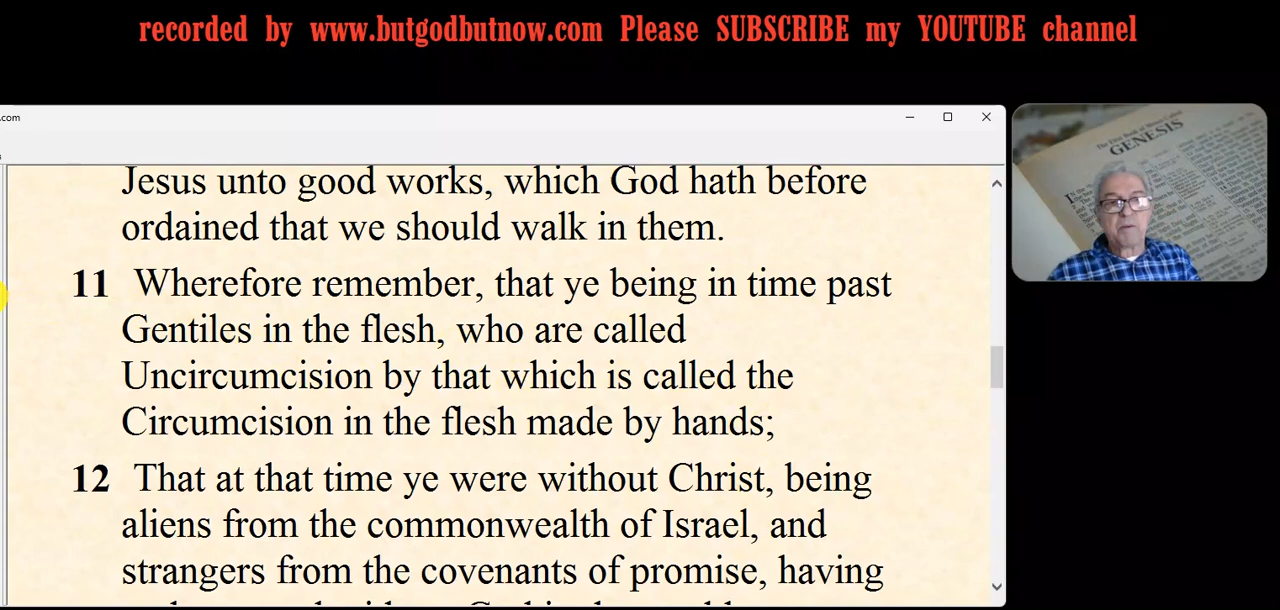 recorded by www.butgodbutnow.com Please SUBSCRIBE my YOUTUBE channel
.com
GENESIS
Jesus unto good works, which God hath before
ordained that we should walk in them.
11 Wherefore remember, that ye being in time past
Gentiles in the flesh, who are called
Uncircumcision by that which is called the
Circumcision in the flesh made by hands;
12 That at that time ye were without Christ, being
aliens from the commonwealth of Israel, and
strangers from the covenants of promise, having